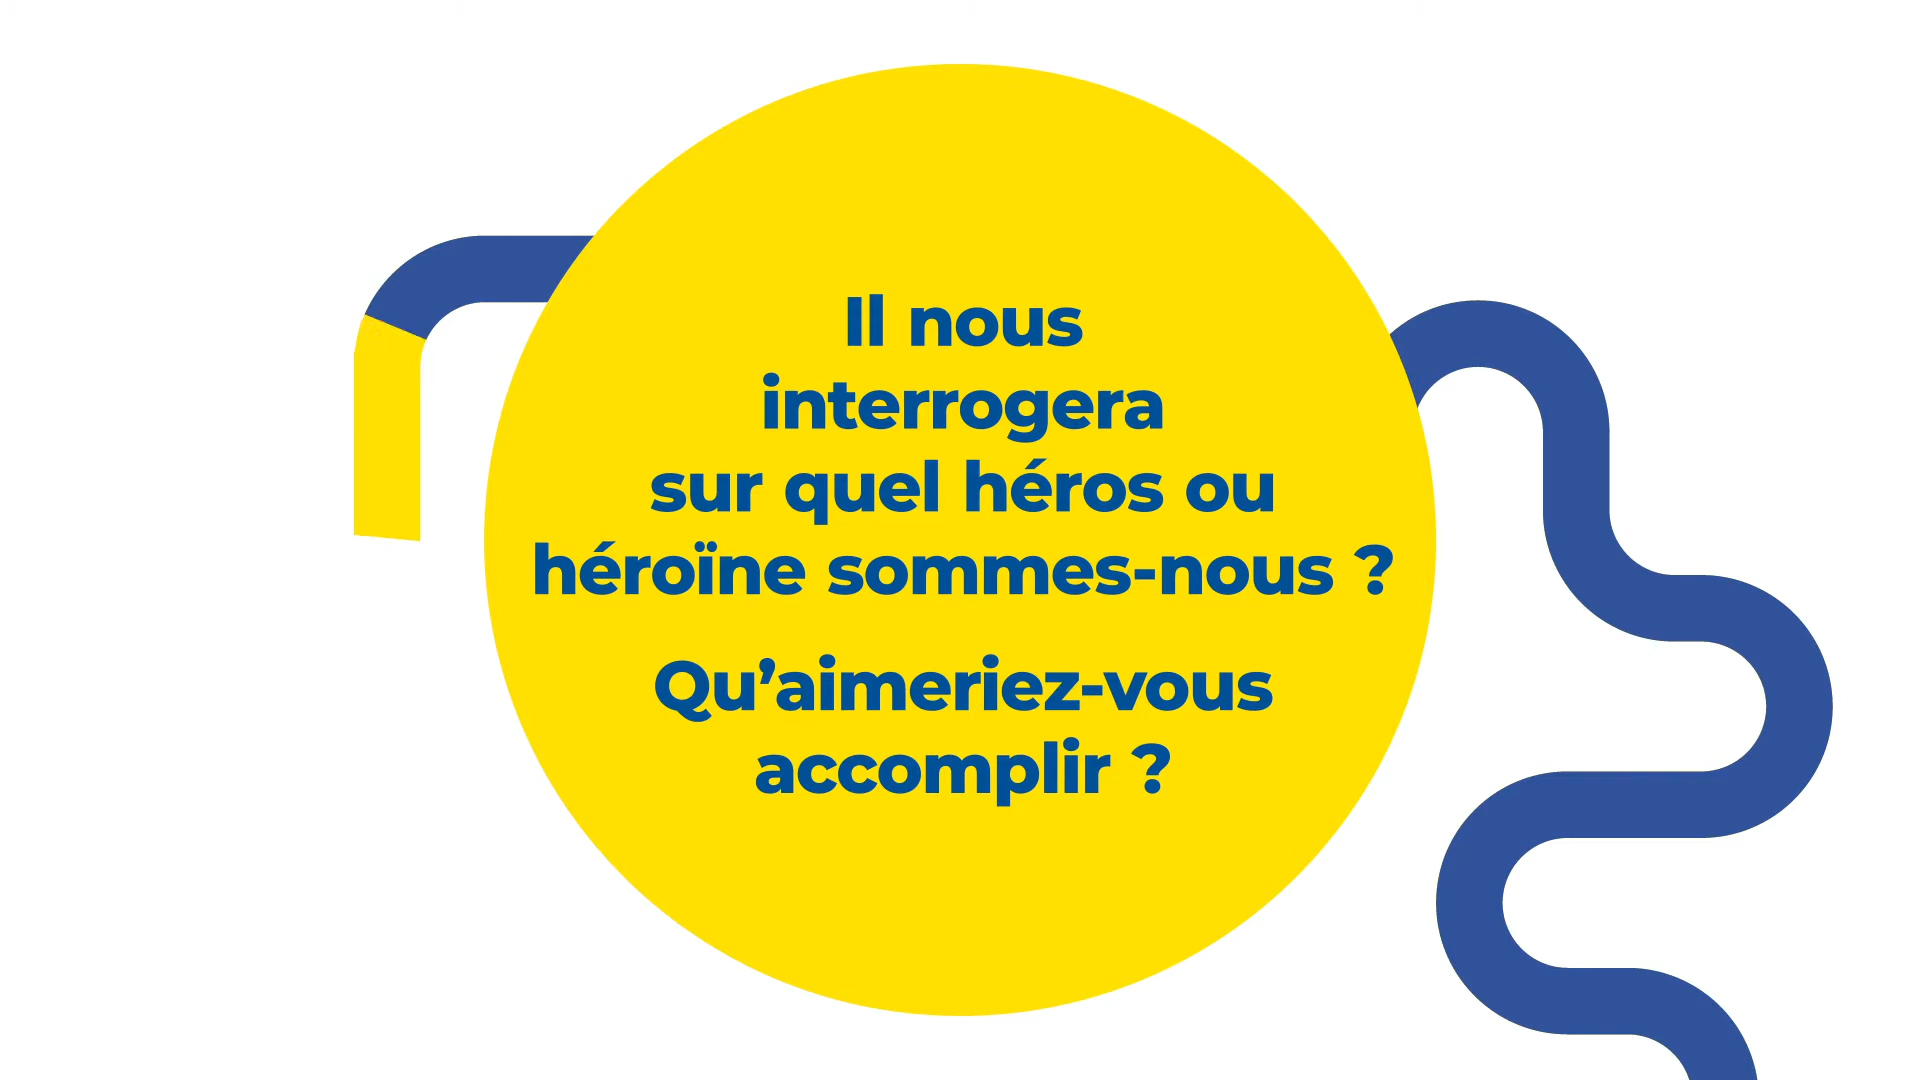 Il nous
interrogera
sur quel héros ou
héroïne sommes-nous ?
Qu’aimeriez-vous
accomplir ?